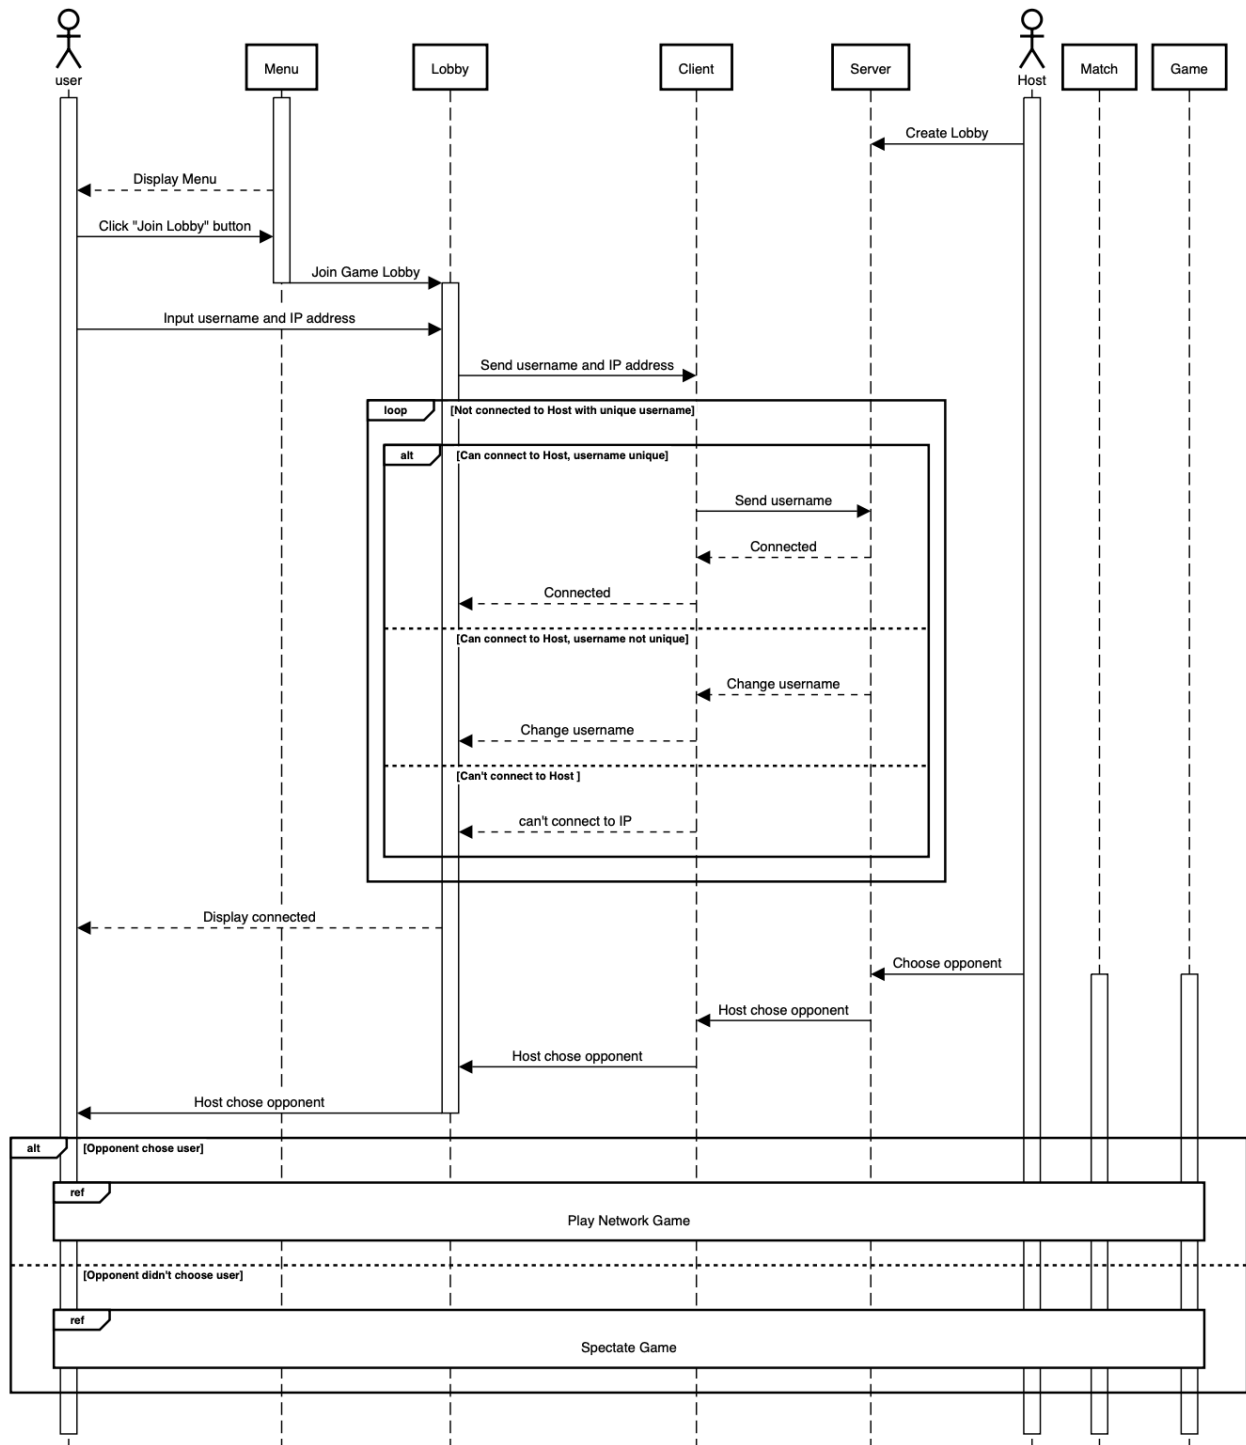 user
Menu
Lobby
Client
Server
Host
Match
Game
Create Lobby
Display Menu
Click "Join Lobby" button
Join Game Lobby
Input username and IP address
Send username and IP address
loop
[Not connected to Host with unique username]
alt
[Can connect to Host, username unique]
Send username
Connected
Connected
[Can connect to Host, username not unique]
Change username
Change username
[Can't connect to Host ]
can't connect to IP
Display connected
Choose opponent
Host chose opponent
Host chose opponent
Host chose opponent
alt
[Opponent chose user]
ref
Play Network Game
[Opponent didn't choose user]
ref
Spectate Game